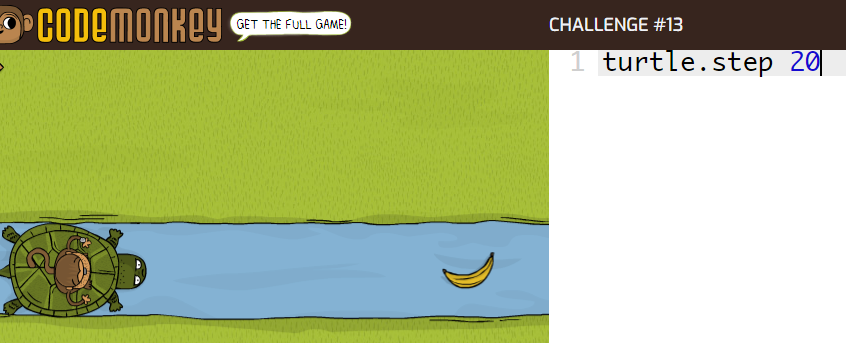 CODEMONKEY
GET THE FULL GAME!
CHALLENGE #13
1 turtle.step 20